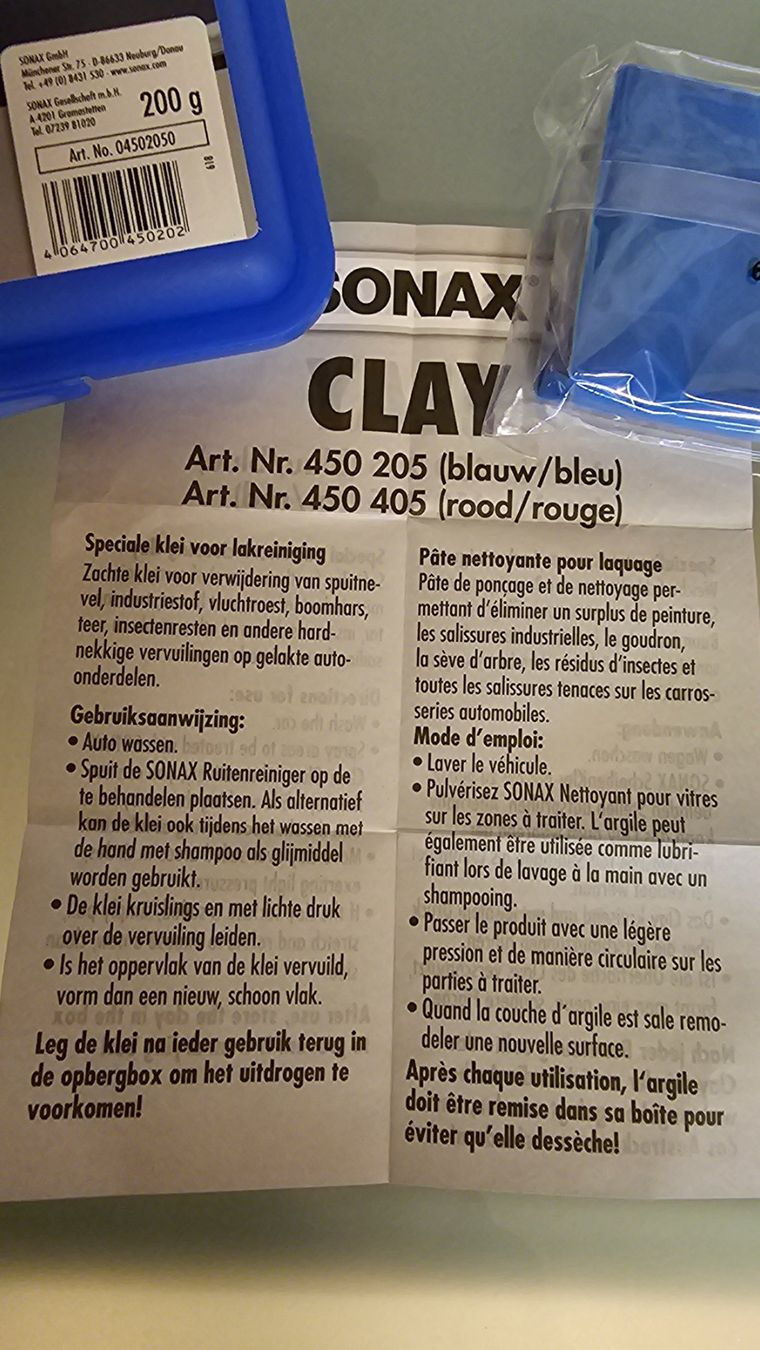 SONAX GmbH
Münchener Str. 75 · D-86633 Neuburg/Donau
Tel. +49 (0) 8431 530 · www.sonax.com
SONAX Gesellschaft m.b.H.
A-4201 Gramastetten
Tel. 07239 81020
200 g
Art. No. 04502050
618
4 064700 450202
SONAX
CLAY
Art. Nr. 450 205 (blauw/bleu)
Art. Nr. 450 405 (rood/rouge)
Speciale klei voor lakreiniging
Zachte klei voor verwijdering van spuitne-
vel, industriestof, vluchtroest, boomhars,
teer, insectenresten en andere hard-
nekkige vervuilingen op gelakte auto-
onderdelen.
Gebruiksaanwijzing:
• Auto wassen.
• Spuit de SONAX Ruitenreiniger op de
te behandelen plaatsen. Als alternatief
kan de klei ook tijdens het wassen met
de hand met shampoo als glijmiddel
worden gebruikt.
• De klei kruislings en met lichte druk
over de vervuiling leiden.
• Is het oppervlak van de klei vervuild,
vorm dan een nieuw, schoon vlak.
Leg de klei na ieder gebruik terug in
de opbergbox om het uitdrogen te
voorkomen!
Pâte nettoyante pour laquage
Pâte de ponçage et de nettoyage per-
mettant d'éliminer un surplus de peinture,
les salissures industrielles, le goudron,
la sève d'arbre, les résidus d'insectes et
toutes les salissures tenaces sur les carros-
series automobiles.
Mode d'emploi:
• Laver le véhicule.
• Pulvérisez SONAX Nettoyant pour vitres
sur les zones à traiter. L'argile peut
également être utilisée comme lubri-
fiant lors de lavage à la main avec un
shampooing.
• Passer le produit avec une légère
pression et de manière circulaire sur les
parties à traiter.
• Quand la couche d´argile est sale remo-
deler une nouvelle surface.
Après chaque utilisation, l'argile
doit être remise dans sa boîte pour
éviter qu'elle dessèche!